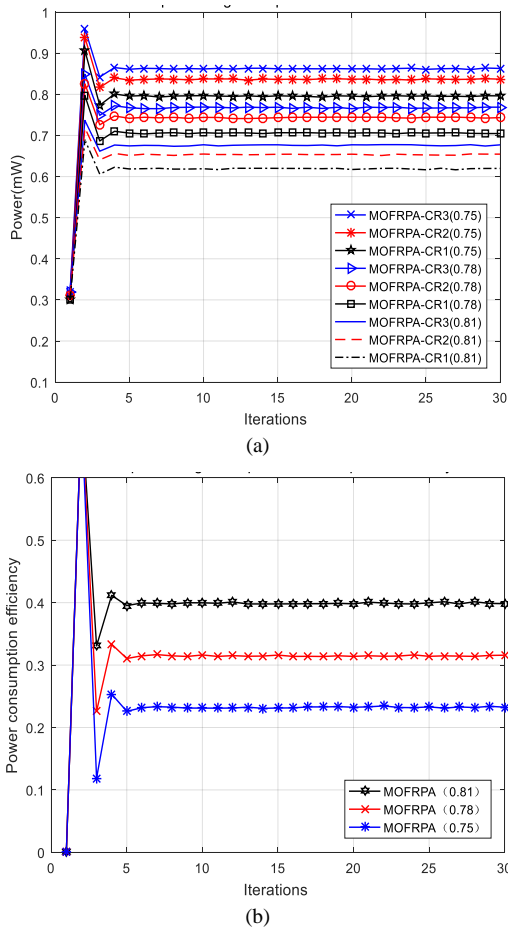 1
0.9
0.8
0.7
0.6
0.5
0.4
0.3
0.2
0.1
Power(mW)
MOFRPA-CR3(0.75)
MOFRPA-CR2(0.75)
MOFRPA-CR1(0.75)
MOFRPA-CR3(0.78)
MOFRPA-CR2(0.78)
MOFRPA-CR1(0.78)
MOFRPA-CR3(0.81)
MOFRPA-CR2(0.81)
MOFRPA-CR1(0.81)
0 5 10 15 20 25 30
Iterations
(a)
0.6
0.5
0.4
0.3
0.2
0.1
0
Power consumption efficiency
MOFRPA（0.81）
MOFRPA（0.78）
MOFRPA（0.75）
0 5 10 15 20 25 30
Iterations
(b)